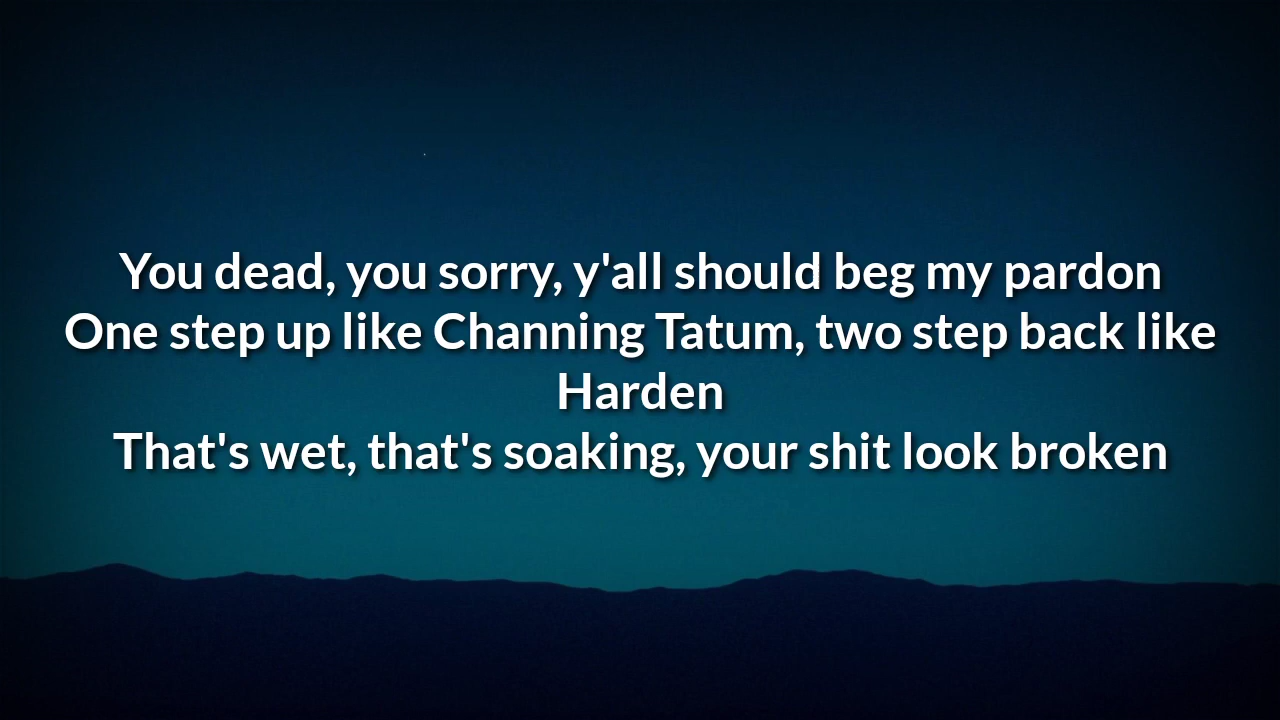 You dead, you sorry, y'all should beg my pardon
One step up like Channing Tatum, two step back like
Harden
That's wet, that's soaking, your shit look broken